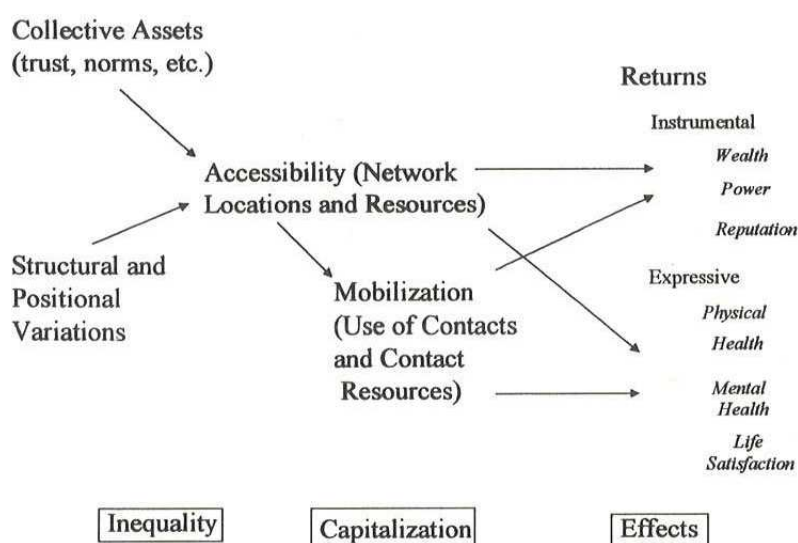 Collective Assets
(trust, norms, etc.)
Returns
Instrumental
Wealth
Accessibility (Network
Locations and Resources)
Power
Reputation
Structural and
Positional
Variations
Mobilization
(Use of Contacts
and Contact
Resources)
Expressive
Physical
Health
Mental
Health
Life
Satisfaction
Inequality
Capitalization
Effects